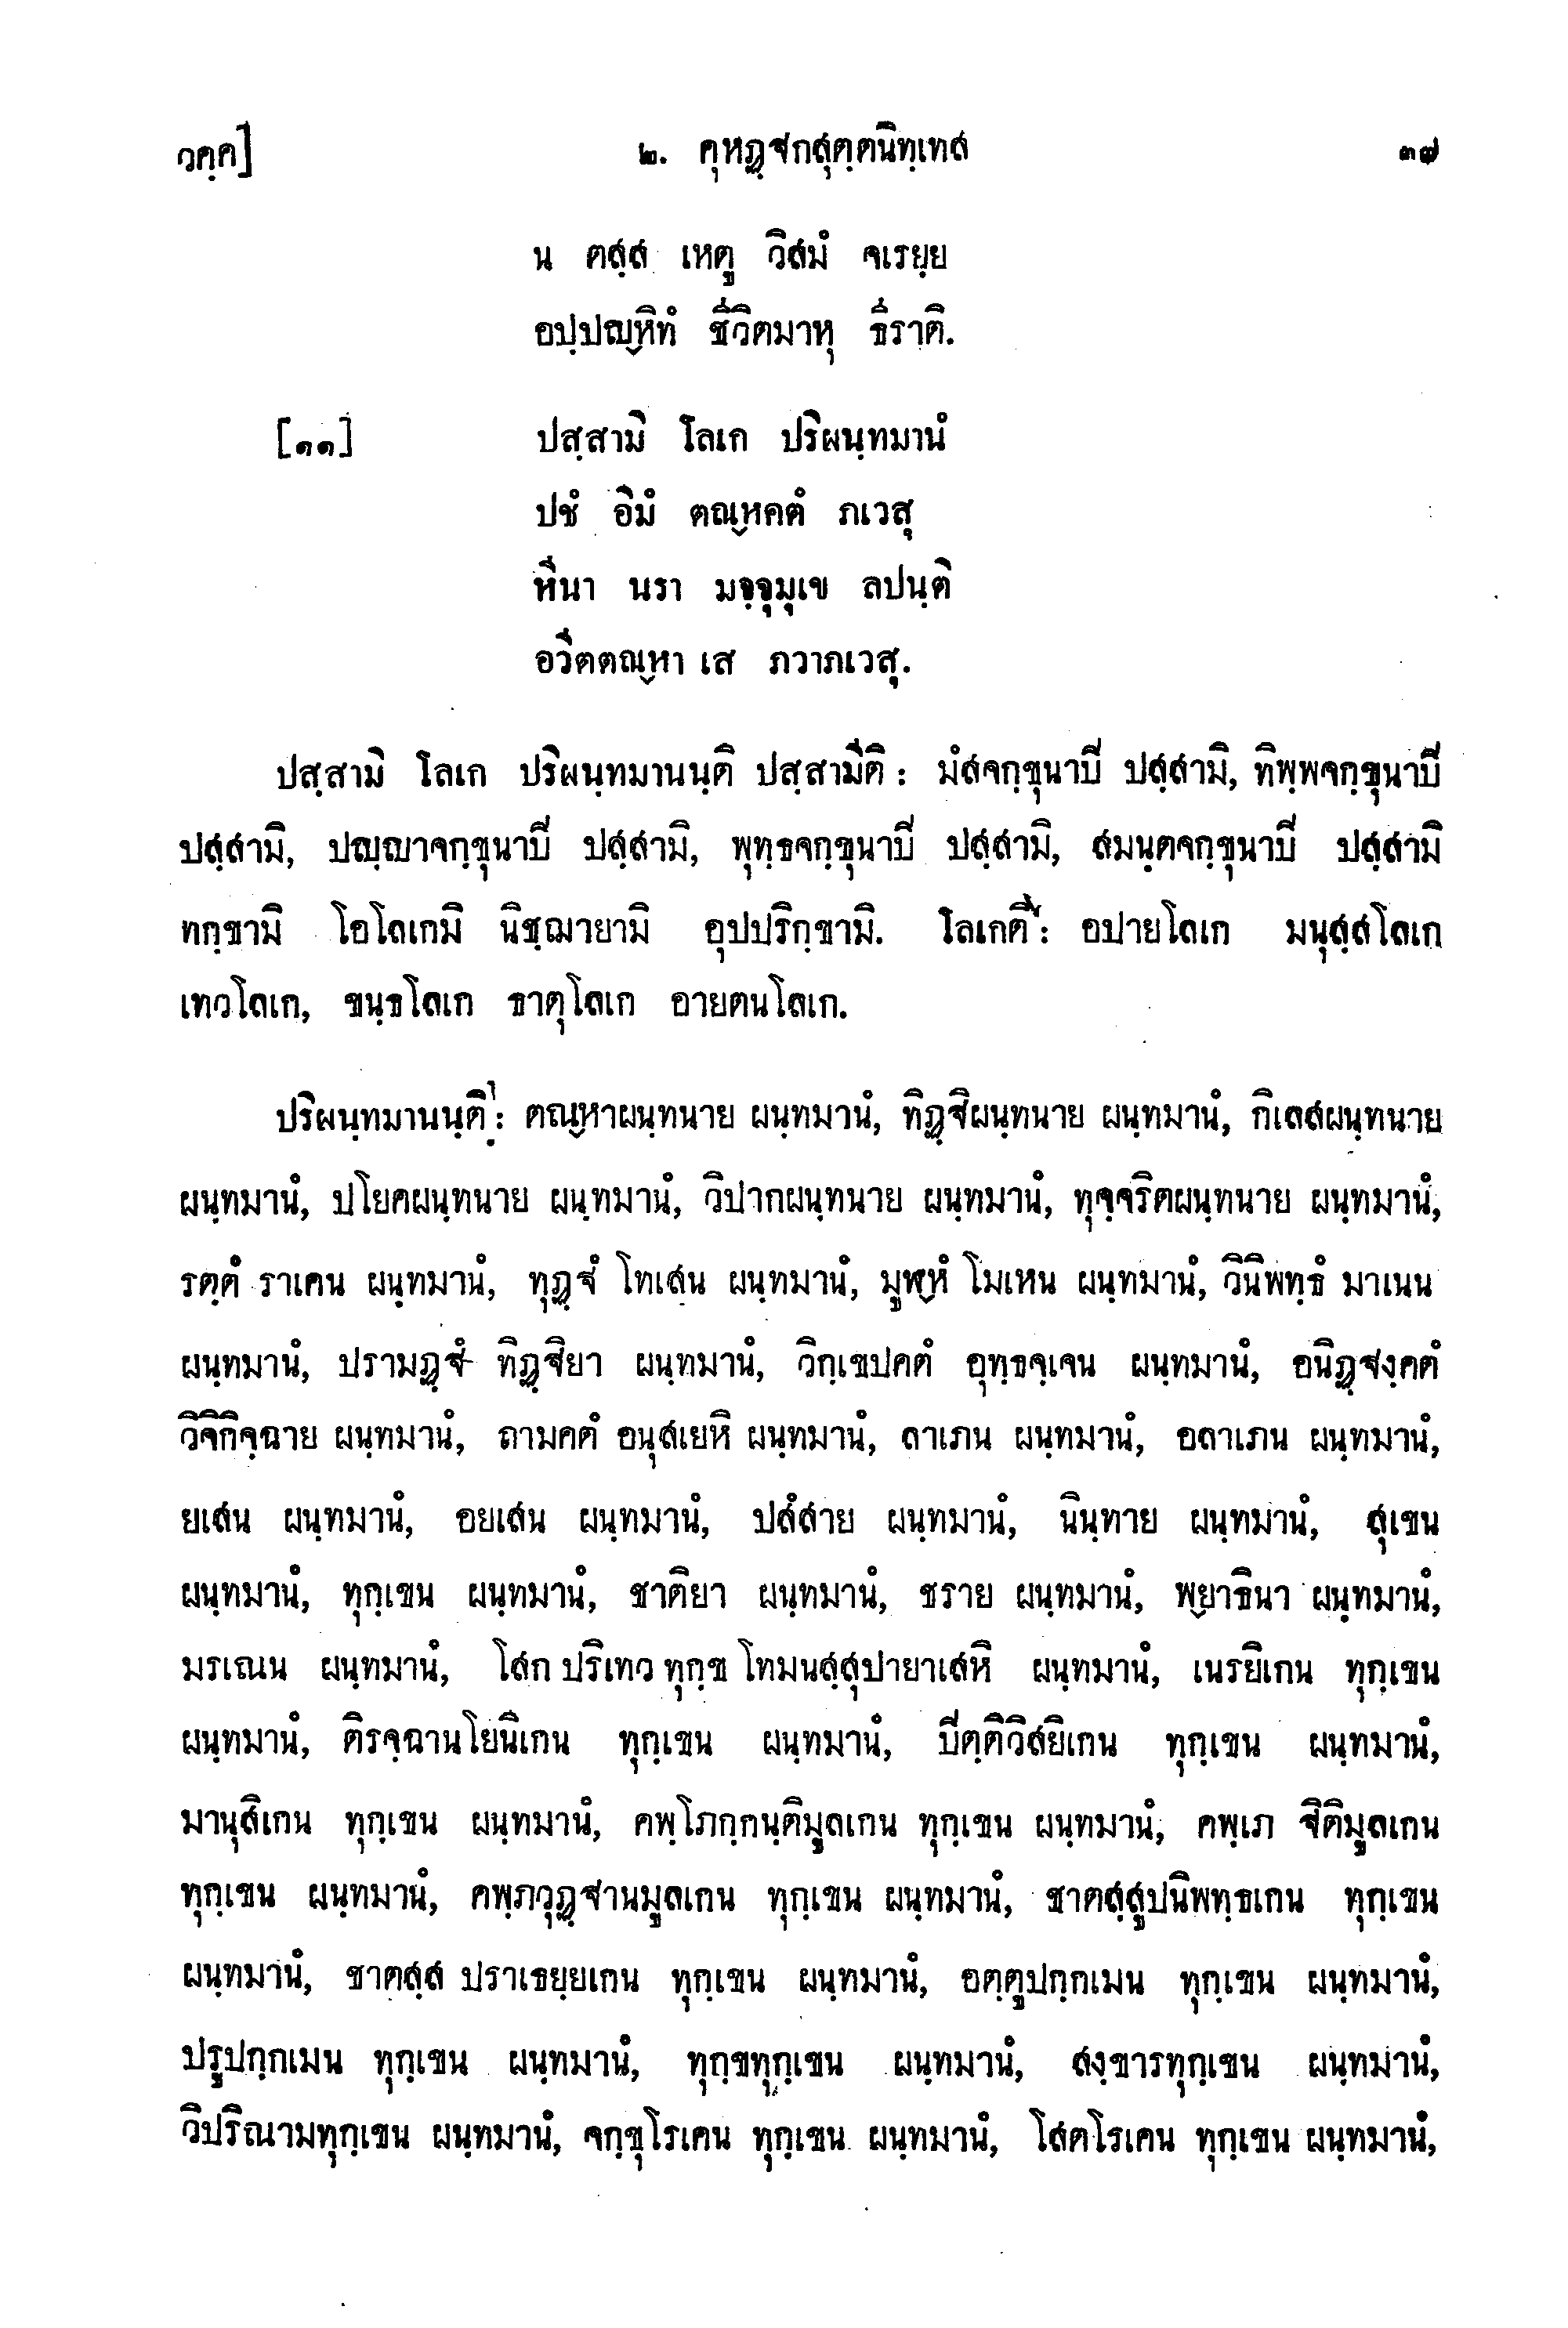 วคฺค]	๒. คุหฏฺฐกสุตฺตนิทฺเทส	๓๗
น ตสฺส เหตู วิสมํ จเรยฺย
อปฺปญฺหิทํ ชีวิตมาหุ ธีราติ.
[๑๑]	ปสฺสามิ โลเก ปริผนฺทมานํ
ปชํ อิมํ ตณฺหคตํ ภเวสุ
หีนา นรา มจฺจุมุเข ลปนฺติ
อวีตตณฺหา เส ภวาภเวสุ.
ปสฺสามิ โลเก ปริผนฺทมานนฺติ ปสฺสามีติ : มํสจกฺขุนาปิ ปสฺสามิ, ทิพฺพจกฺขุนาปิ
ปสฺสามิ, ปญฺญาจกฺขุนาปิ ปสฺสามิ, พุทฺธจกฺขุนาปิ ปสฺสามิ, สมนฺตจกฺขุนาปิ ปสฺสามิ
ทกฺขามิ โอโลเกมิ นิชฺฌายามิ อุปปริกฺขามิ. โลเกติ : อปายโลเก มนุสฺสโลเก
เทวโลเก, ขนฺธโลเก ธาตุโลเก อายตนโลเก.
ปริผนฺทมานนฺติ : ตณฺหาผนฺทนาย ผนฺทมานํ, ทิฏฺฐิผนฺทนาย ผนฺทมานํ, กิเลสผนฺทนาย
ผนฺทมานํ, ปโยคผนฺทนาย ผนฺทมานํ, วิปากผนฺทนาย ผนฺทมานํ, ทุจฺจริตผนฺทนาย ผนฺทมานํ,
รตฺตํ ราเคน ผนฺทมานํ, ทุฏฺฐํ โทเสน ผนฺทมานํ, มูฬฺหํ โมเหน ผนฺทมานํ, วินิพทฺธํ มาเนน
ผนฺทมานํ, ปรามฏฺฐํ ทิฏฺฐิยา ผนฺทมานํ, วิกฺเขปคตํ อุทฺธจฺเจน ผนฺทมานํ, อนิฏฺฐงฺคตํ
วิจิกิจฺฉาย ผนฺทมานํ, ถามคตํ อนุสเยหิ ผนฺทมานํ, ลาเภน ผนฺทมานํ, อลาเภน ผนฺทมานํ,
ยเสน ผนฺทมานํ, อยเสน ผนฺทมานํ, ปสํสาย ผนฺทมานํ, นินฺทาย ผนฺทมานํ, สุเขน
ผนฺทมานํ, ทุกฺเขน ผนฺทมานํ, ชาติยา ผนฺทมานํ, ชราย ผนฺทมานํ, พฺยาธินา ผนฺทมานํ,
มรเณน ผนฺทมานํ, โสก ปริเทว ทุกฺข โทมนสฺสุปายาเสหิ ผนฺทมานํ, เนรยิเกน ทุกฺเขน
ผนฺทมานํ, ติรจฺฉานโยนิเกน ทุกฺเขน ผนฺทมานํ, ปิตฺติวิสยิเกน ทุกฺเขน ผนฺทมานํ,
มานุสิเกน ทุกฺเขน ผนฺทมานํ, คพฺโภกฺกนฺติมูลเกน ทุกฺเขน ผนฺทมานํ, คพฺเภ ฐิติมูลเกน
ทุกฺเขน ผนฺทมานํ, คพฺภวุฏฺฐานมูลเกน ทุกฺเขน ผนฺทมานํ, ชาตสฺสูปนิพทฺธเกน ทุกฺเขน
ผนฺทมานํ, ชาตสฺส ปราเธยฺยเกน ทุกฺเขน ผนฺทมานํ, อตฺตูปกฺกเมน ทุกฺเขน ผนฺทมานํ,
ปรูปกฺกเมน ทุกฺเขน ผนฺทมานํ, ทุกฺขทุกฺเขน ผนฺทมานํ, สงฺขารทุกฺเขน ผนฺทมานํ,
วิปริณามทุกฺเขน ผนฺทมานํ, จกฺขุโรเคน ทุกฺเขน ผนฺทมานํ, โสตโรเคน ทุกฺเขน ผนฺทมานํ,